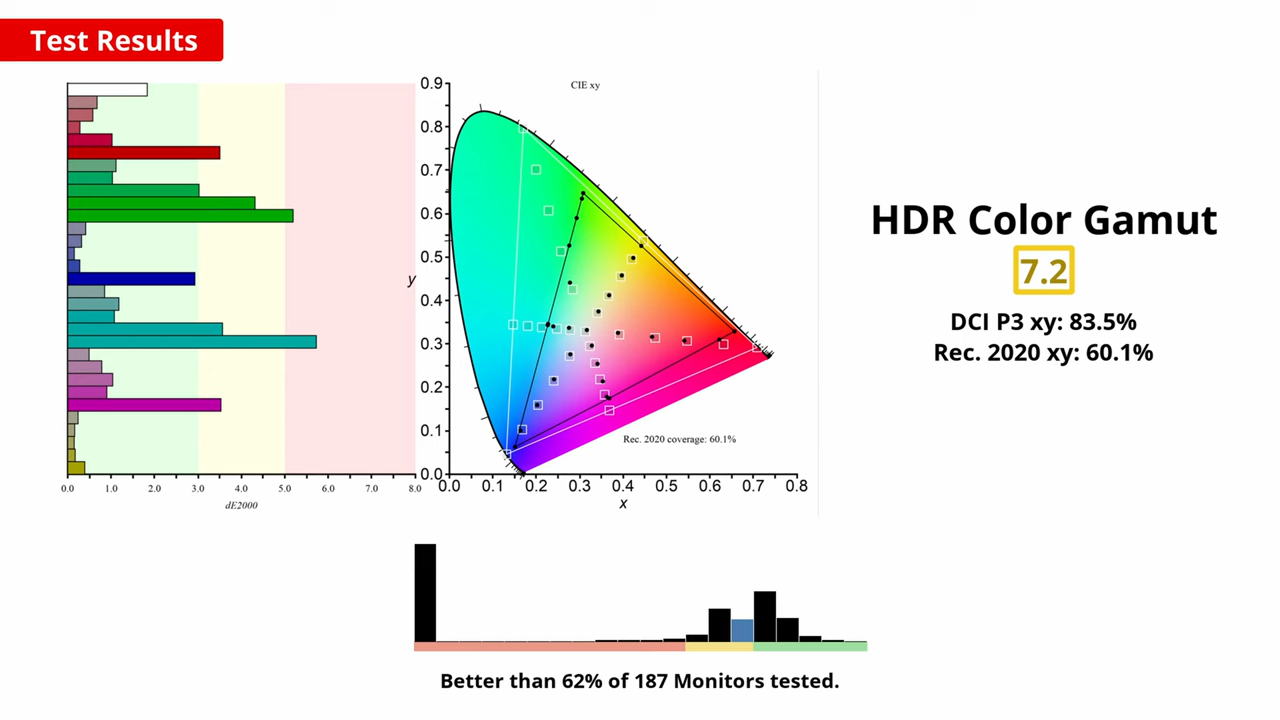 Test Results
0.0 1.0 2.0 3.0 4.0 5.0 6.0 7.0 8.0
dE2000
CIE xy
0.9
0.8
0.7
0.6
0.5
y
0.4
0.3
0.2
0.1
0.0
Rec. 2020 coverage: 60.1%
0.0 0.1 0.2 0.3 0.4 0.5 0.6 0.7 0.8
x
HDR Color Gamut
7.2
DCI P3 xy: 83.5%
Rec. 2020 xy: 60.1%
Better than 62% of 187 Monitors tested.